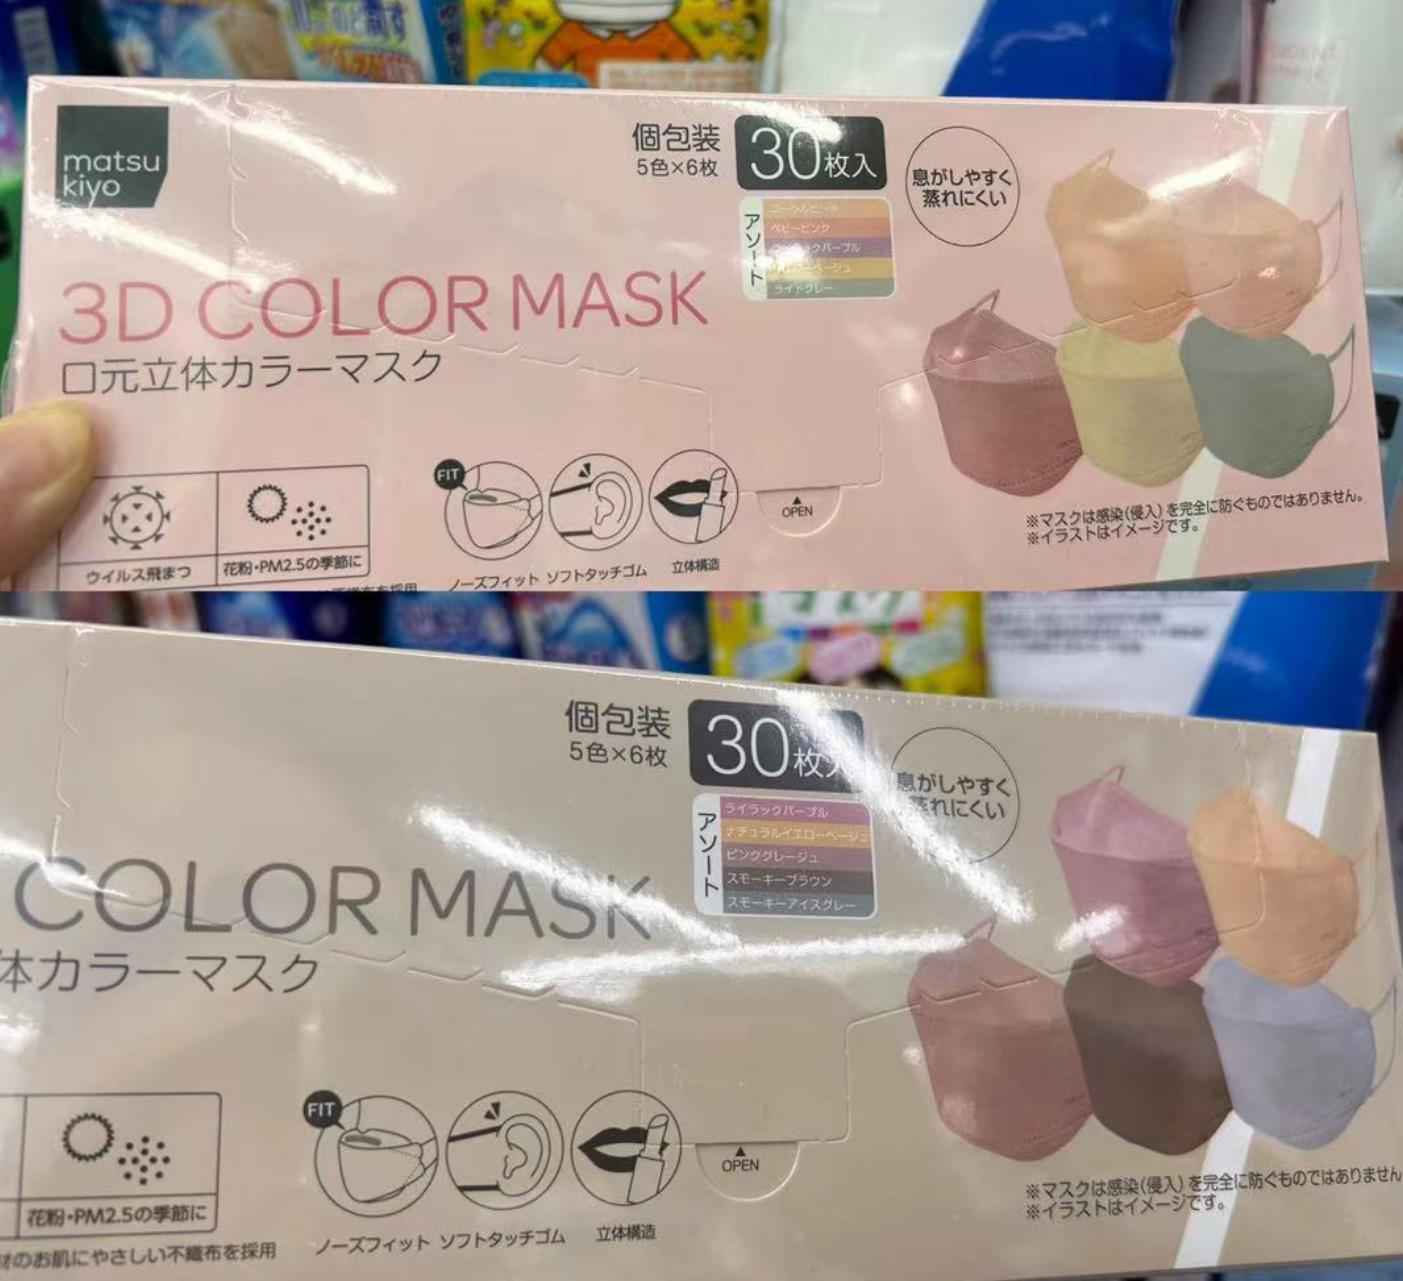 matsu
kiyo
個包装
5色×6枚
30枚入
息がしやすく
蒸れにくい
アソート
ベビーピンク
ライトグレー
3D COLOR MASK
口元立体カラーマスク
FIT
OPEN
※マスクは感染(侵入)を完全に防ぐものではありません。
※イラストはイメージです。
ウイルス飛まつ
花粉・PM2.5の季節に
ノーズフィット
ソフトタッチゴム
立体構造
個包装
5色×6枚
30枚
息がしやすく
蒸れにくい
アソート
ライラックパープル
ナチュラルイエローベージュ
ピンクグレージュ
スモーキーブラウン
スモーキーアイスグレー
COLOR MASK
体カラーマスク
FIT
OPEN
※マスクは感染(侵入)を完全に防ぐものではありません
※イラストはイメージです。
花粉・PM2.5の季節に
のお肌にやさしい不織布を採用
ノーズフィット
ソフトタッチゴム
立体構造